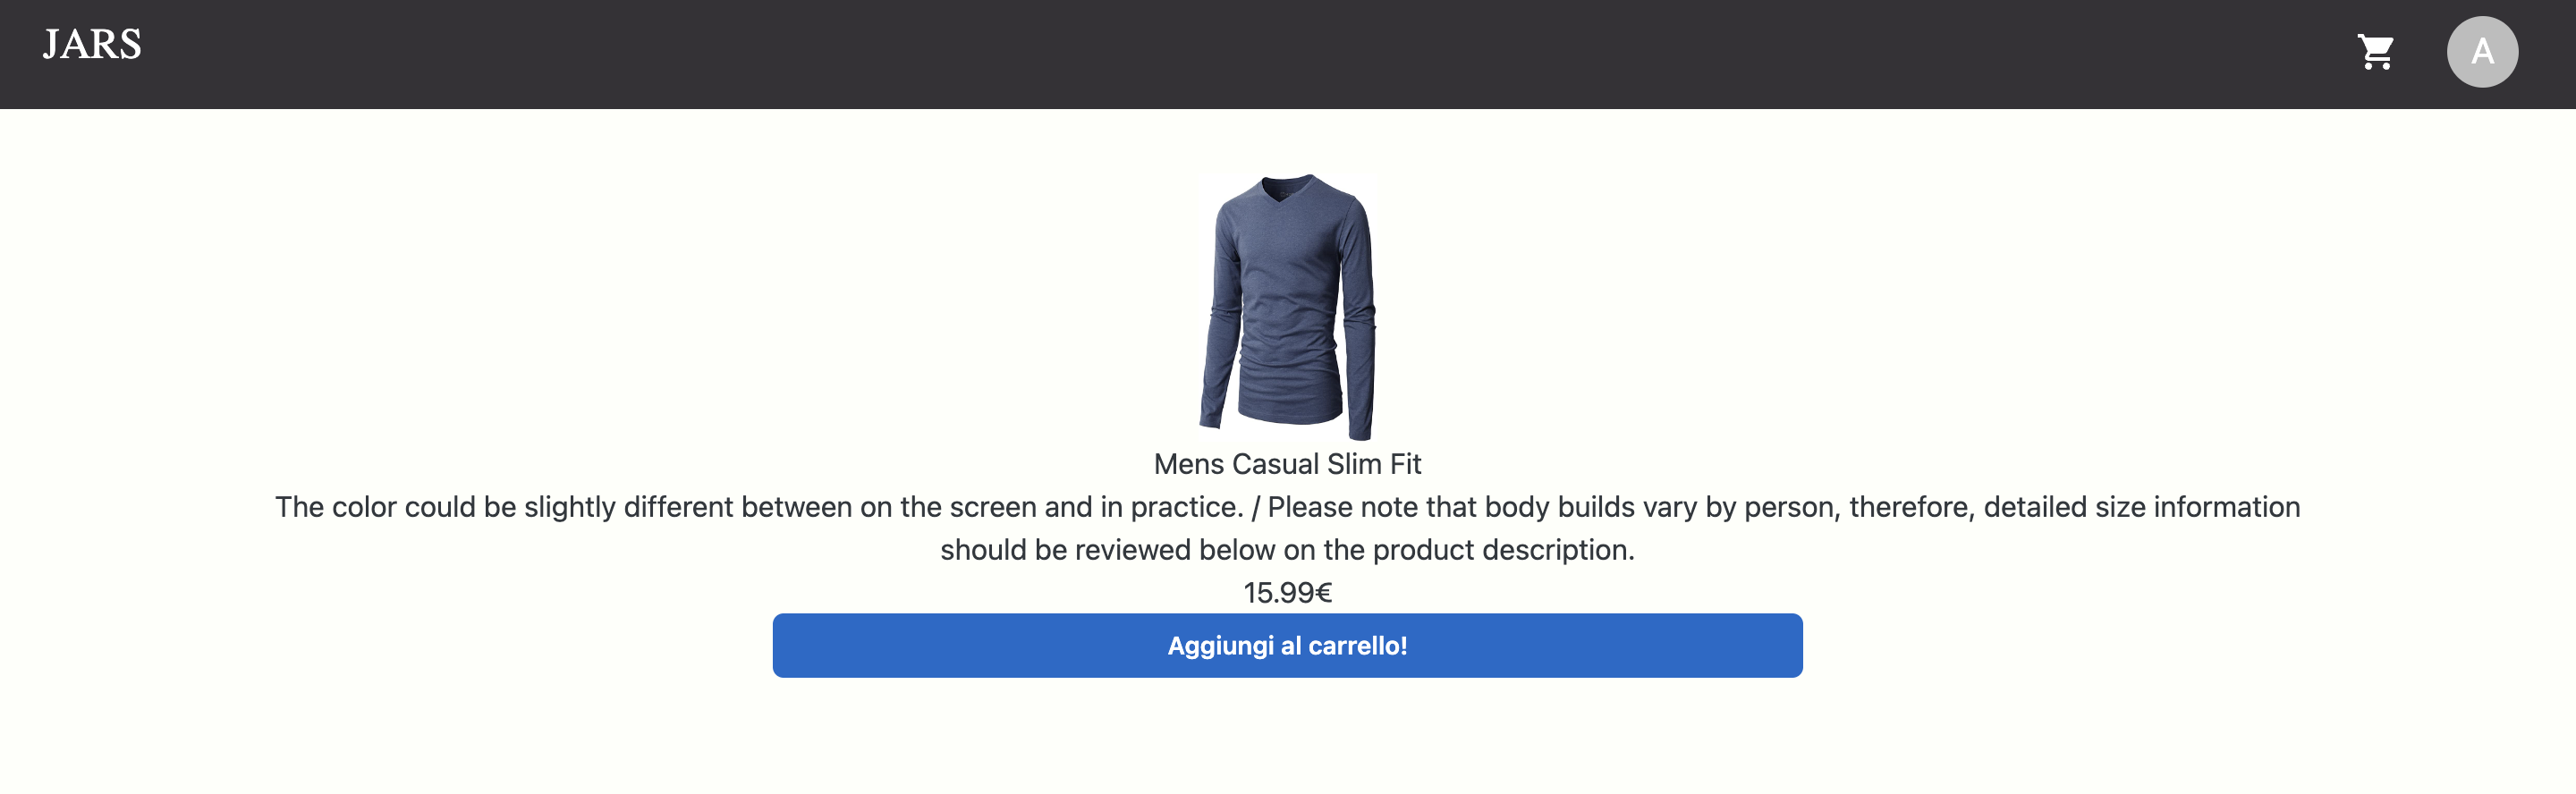 JARS
A
Mens Casual Slim Fit
The color could be slightly different between on the screen and in practice. / Please note that body builds vary by person, therefore, detailed size information
should be reviewed below on the product description.
15.99€
Aggiungi al carrello!